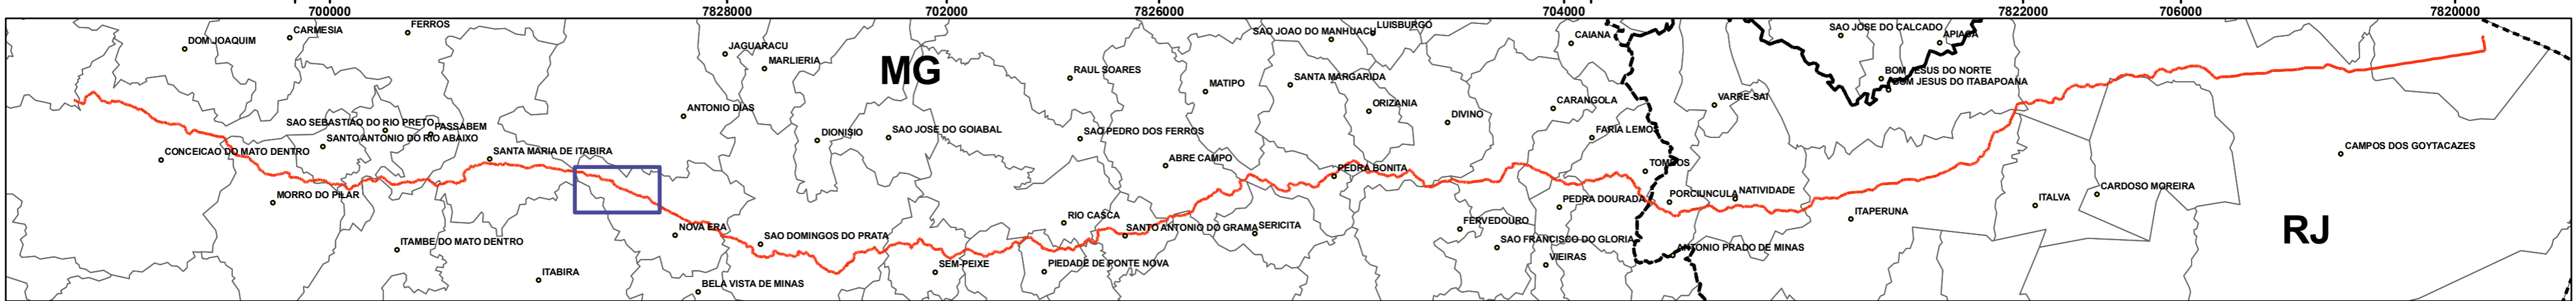 700000
7828000
702000
7826000
704000
7822000
706000
7820000
DOM JOAQUIM
CARMESIA
FERROS
JAGUARACU
MARLIERIA
MG
RAUL SOARES
MATIPO
SAO JOAO DO MANHUACU
LUISBURGO
SANTA MARGARIDA
CAIANA
SAO JOSE DO CALCADO
APIACA
BOM JESUS DO NORTE
BOM JESUS DO ITABAPOANA
ANTONIO DIAS
ORIZANIA
CARANGOLA
VARRE-SAI
SAO SEBASTIAO DO RIO PRETO
PASSABEM
SANTO ANTONIO DO RIO ABAIXO
DIONISIO
SAO JOSE DO GOIABAL
SAO PEDRO DOS FERROS
DIVINO
FARIA LEMOS
CONCEICAO DO MATO DENTRO
SANTA MARIA DE ITABIRA
ABRE CAMPO
PEDRA BONITA
TOMBOS
CAMPOS DOS GOYTACAZES
MORRO DO PILAR
PEDRA DOURADA
PORCIUNCULA
NATIVIDADE
CARDOSO MOREIRA
ITALVA
ITAPERUNA
NOVA ERA
SAO DOMINGOS DO PRATA
RIO CASCA
SANTO ANTONIO DO GRAMA
SERICITA
FERVEDOURO
RJ
ITAMBE DO MATO DENTRO
SAO FRANCISCO DO GLORIA
ANTONIO PRADO DE MINAS
ITABIRA
SEM-PEIXE
PIEDADE DE PONTE NOVA
VIEIRAS
BELA VISTA DE MINAS